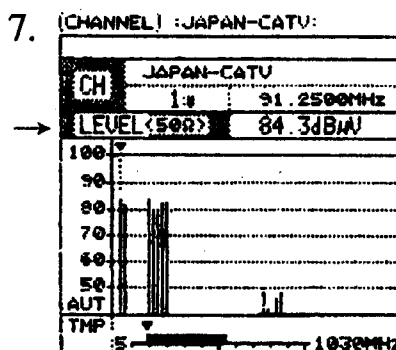 7. (CHANNEL) :JAPAN-CATV:
CH JAPAN-CATV
1:# 91.2500MHz
→ LEVEL<50Ω> 84.3dBμV
100
90
80
70
60
50
AUT
TMP
5 1030MHz